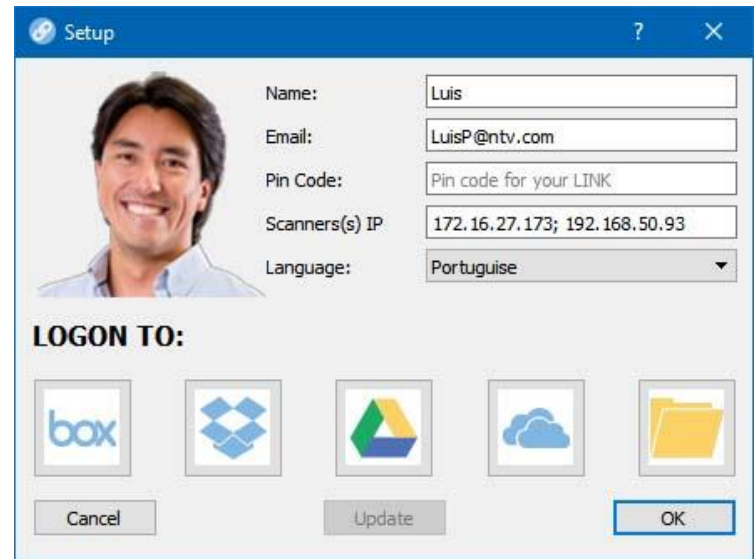 Setup ? ×
Name: Luis
Email: LuisP@ntv.com
Pin Code: Pin code for your LINK
Scanners(s) IP 172.16.27.173; 192.168.50.93
Language: Portuguise
LOGON TO:
box
Cancel Update OK